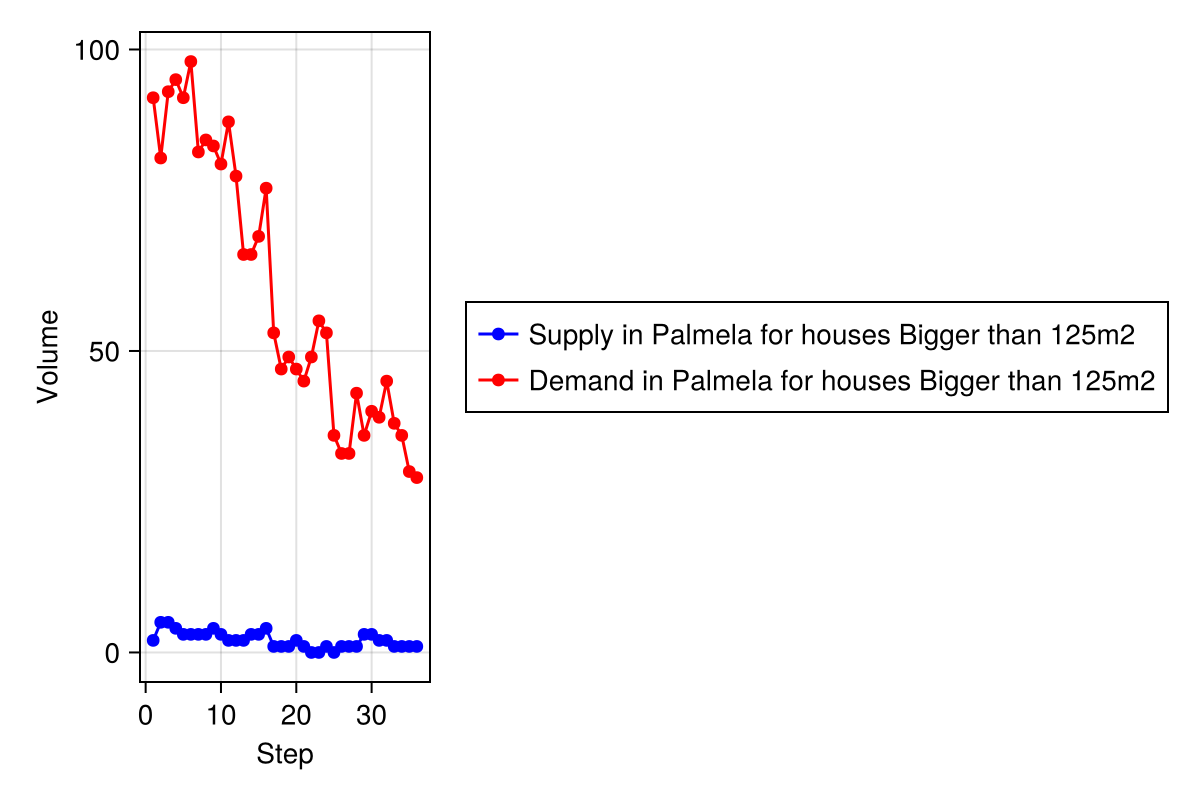 100
50
0
Volume
0 10 20 30
Step
Supply in Palmela for houses Bigger than 125m2
Demand in Palmela for houses Bigger than 125m2